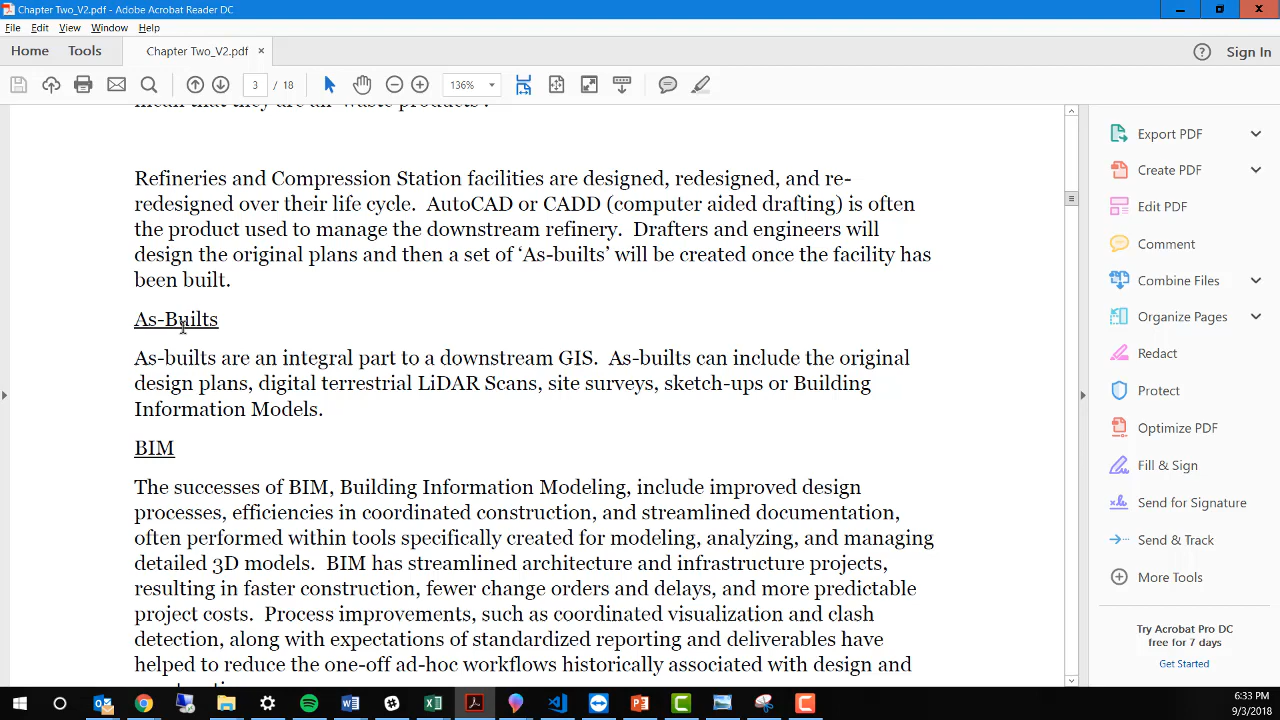 Chapter Two_V2.pdf - Adobe Acrobat Reader DC
File Edit View Window Help
Home Tools Chapter Two_V2.pdf × Sign In
3 / 18 136%
mean that they are all 'waste products'.
Refineries and Compression Station facilities are designed, redesigned, and re-
redesigned over their life cycle.  AutoCAD or CADD (computer aided drafting) is often
the product used to manage the downstream refinery.  Drafters and engineers will
design the original plans and then a set of ‘As-builts’ will be created once the facility has
been built.
As-Builts
As-builts are an integral part to a downstream GIS.  As-builts can include the original
design plans, digital terrestrial LiDAR Scans, site surveys, sketch-ups or Building
Information Models.
BIM
The successes of BIM, Building Information Modeling, include improved design
processes, efficiencies in coordinated construction, and streamlined documentation,
often performed within tools specifically created for modeling, analyzing, and managing
detailed 3D models.  BIM has streamlined architecture and infrastructure projects,
resulting in faster construction, fewer change orders and delays, and more predictable
project costs.  Process improvements, such as coordinated visualization and clash
detection, along with expectations of standardized reporting and deliverables have
helped to reduce the one-off ad-hoc workflows historically associated with design and
Export PDF
Create PDF
Edit PDF
Comment
Combine Files
Organize Pages
Redact
Protect
Optimize PDF
Fill & Sign
Send for Signature
Send & Track
More Tools
Try Acrobat Pro DC
free for 7 days
Get Started
6:33 PM
9/3/2018